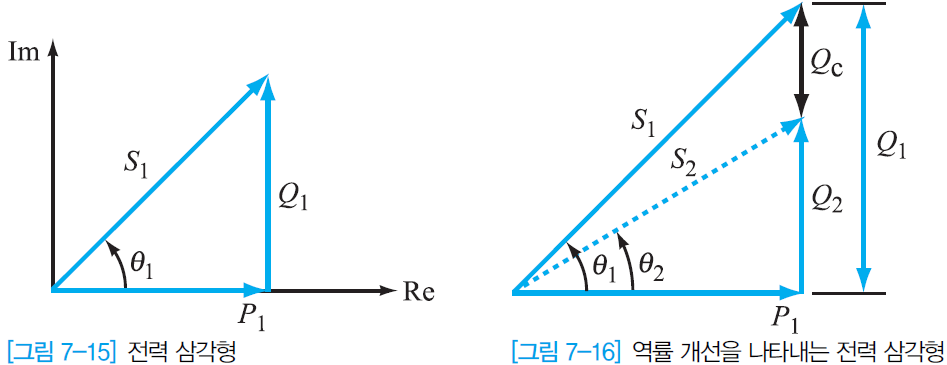 Im
S₁
Q₁
θ₁
Re
P₁
[그림 7-15] 전력 삼각형
S₁
S₂
Qc
Q₁
Q₂
θ₁
θ₂
P₁
[그림 7-16] 역률 개선을 나타내는 전력 삼각형